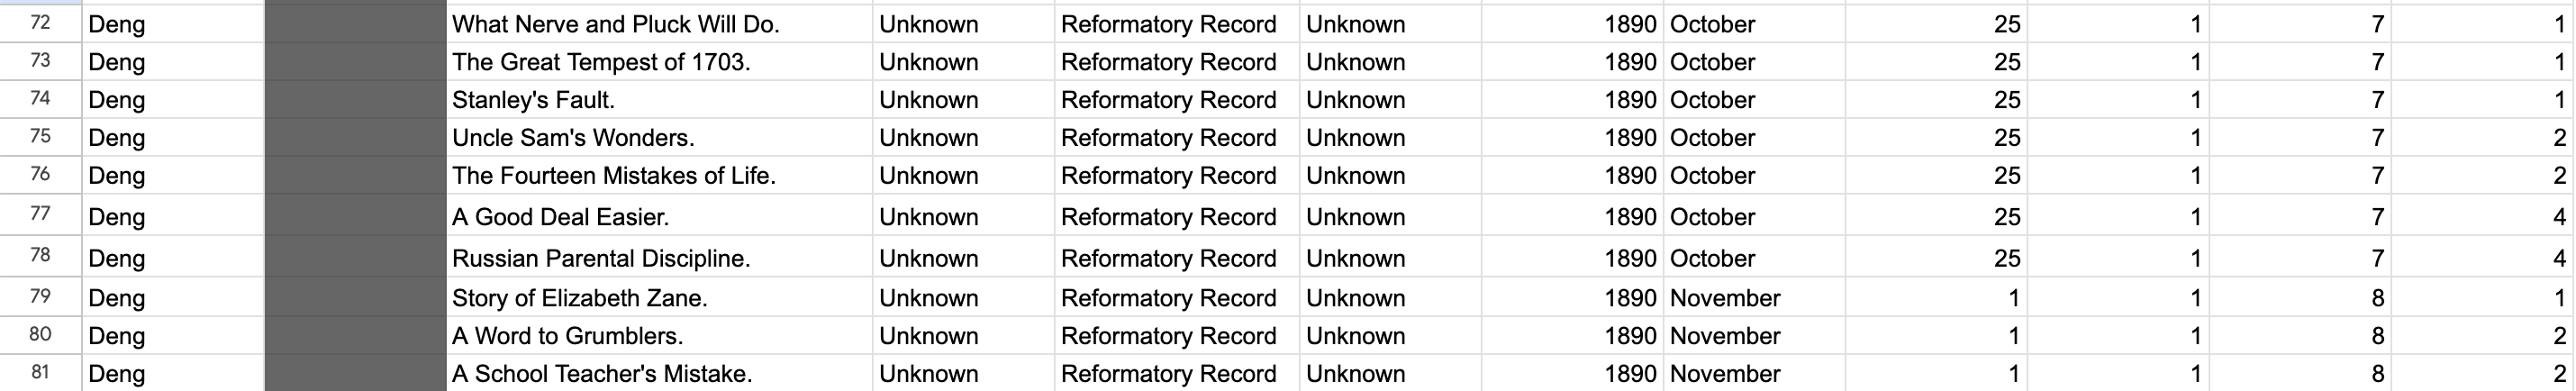 72 Deng What Nerve and Pluck Will Do. Unknown Reformatory Record Unknown 1890 October 25 1 7 1
73 Deng The Great Tempest of 1703. Unknown Reformatory Record Unknown 1890 October 25 1 7 1
74 Deng Stanley's Fault. Unknown Reformatory Record Unknown 1890 October 25 1 7 1
75 Deng Uncle Sam's Wonders. Unknown Reformatory Record Unknown 1890 October 25 1 7 2
76 Deng The Fourteen Mistakes of Life. Unknown Reformatory Record Unknown 1890 October 25 1 7 2
77 Deng A Good Deal Easier. Unknown Reformatory Record Unknown 1890 October 25 1 7 4
78 Deng Russian Parental Discipline. Unknown Reformatory Record Unknown 1890 October 25 1 7 4
79 Deng Story of Elizabeth Zane. Unknown Reformatory Record Unknown 1890 November 1 1 8 1
80 Deng A Word to Grumblers. Unknown Reformatory Record Unknown 1890 November 1 1 8 2
81 Deng A School Teacher's Mistake. Unknown Reformatory Record Unknown 1890 November 1 1 8 2